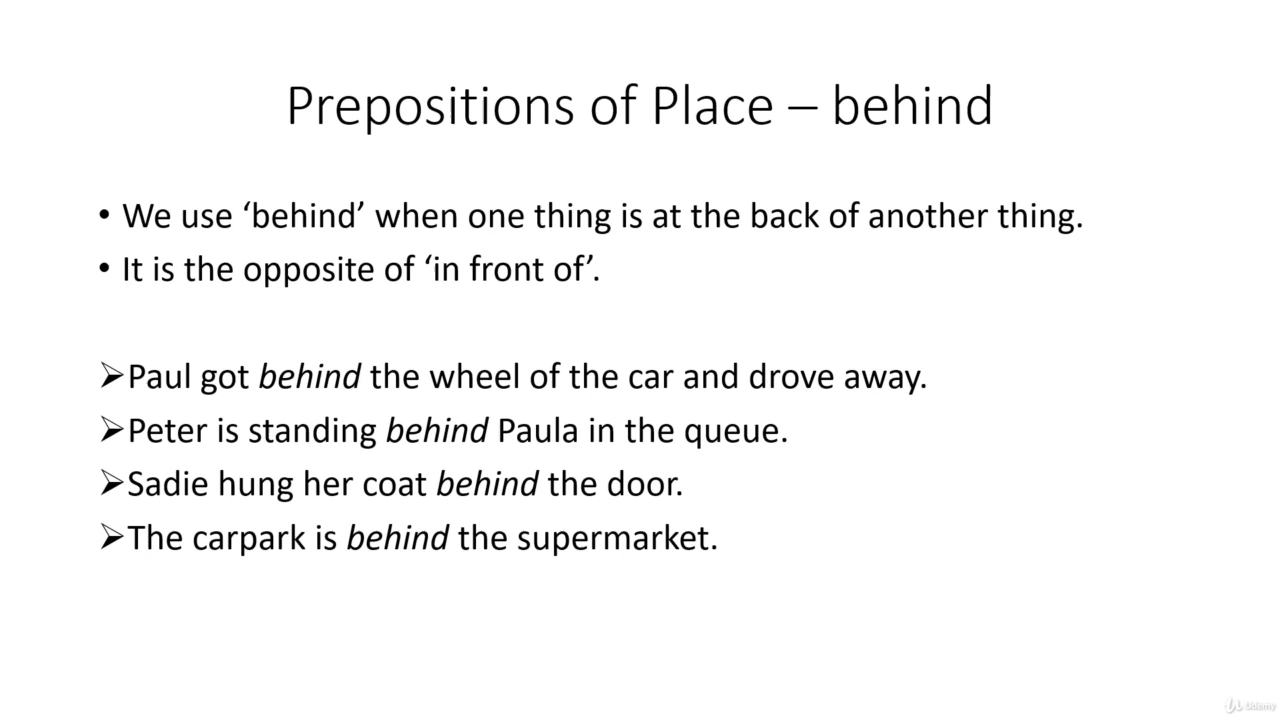 Prepositions of Place – behind
• We use ‘behind’ when one thing is at the back of another thing.
• It is the opposite of ‘in front of’.
➢Paul got behind the wheel of the car and drove away.
➢Peter is standing behind Paula in the queue.
➢Sadie hung her coat behind the door.
➢The carpark is behind the supermarket.
Udemy